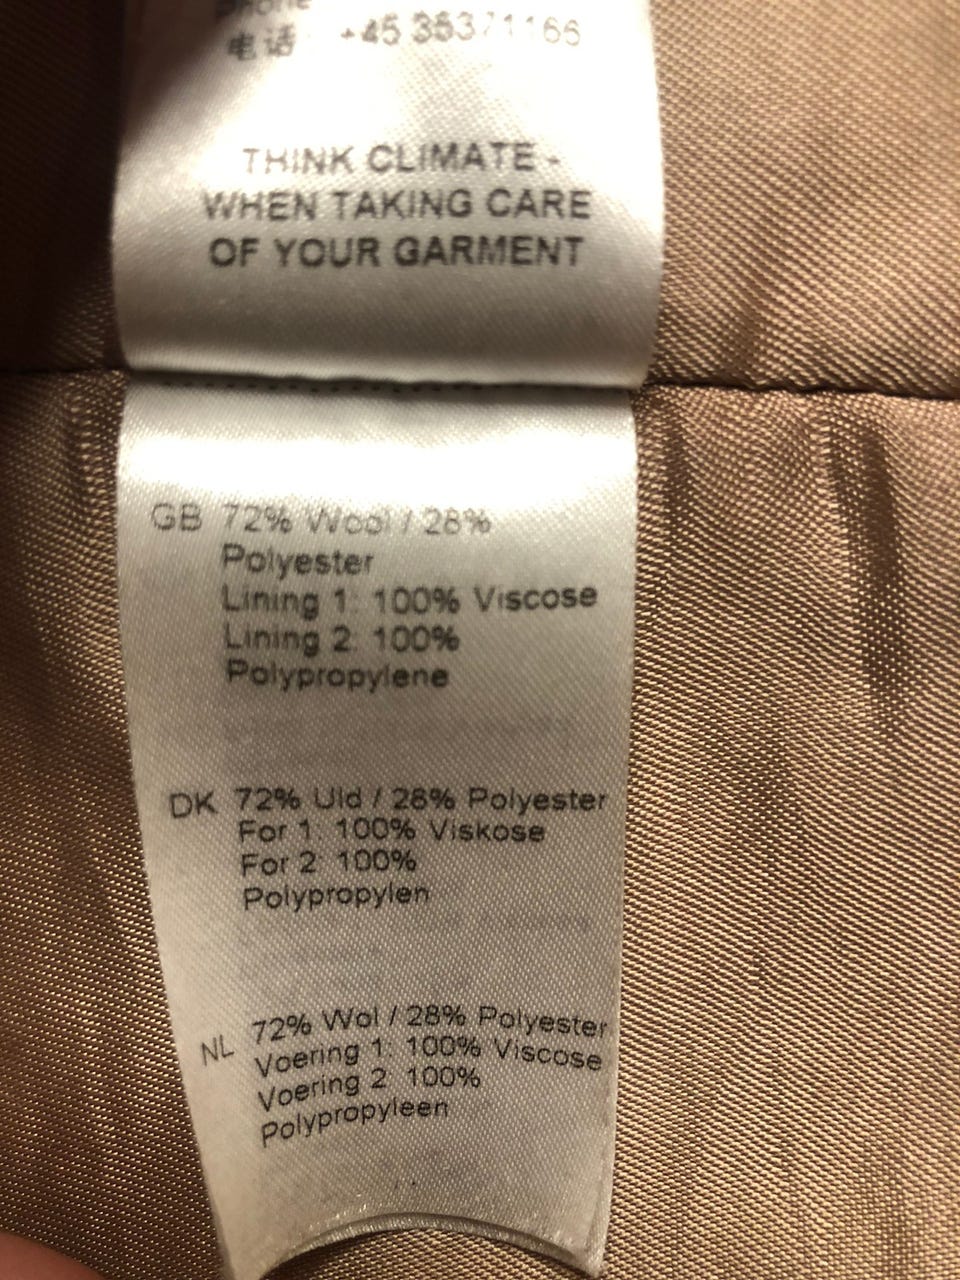 Phone
电话 : +45 35371166
THINK CLIMATE -
WHEN TAKING CARE
OF YOUR GARMENT
GB 72% Wool / 28%
Polyester
Lining 1: 100% Viscose
Lining 2: 100%
Polypropylene
DK 72% Uld / 28% Polyester
For 1: 100% Viskose
For 2: 100%
Polypropylen
NL 72% Wol / 28% Polyester
Voering 1: 100% Viscose
Voering 2: 100%
Polypropyleen